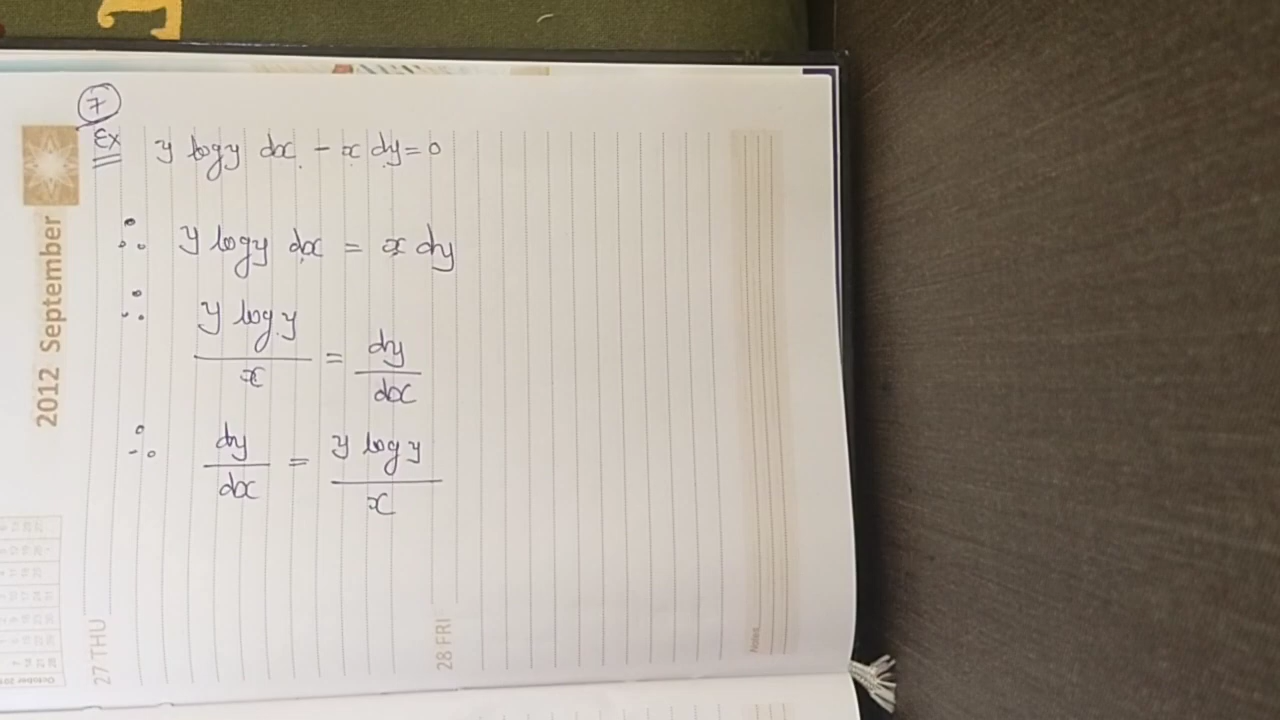 7
Ex y log y dx - x dy = 0
∴ y log y dx = x dy
∴ y log y / x = dy / dx
∴ dy / dx = y log y / x
2012 September
27 THU
28 FRI
Notes